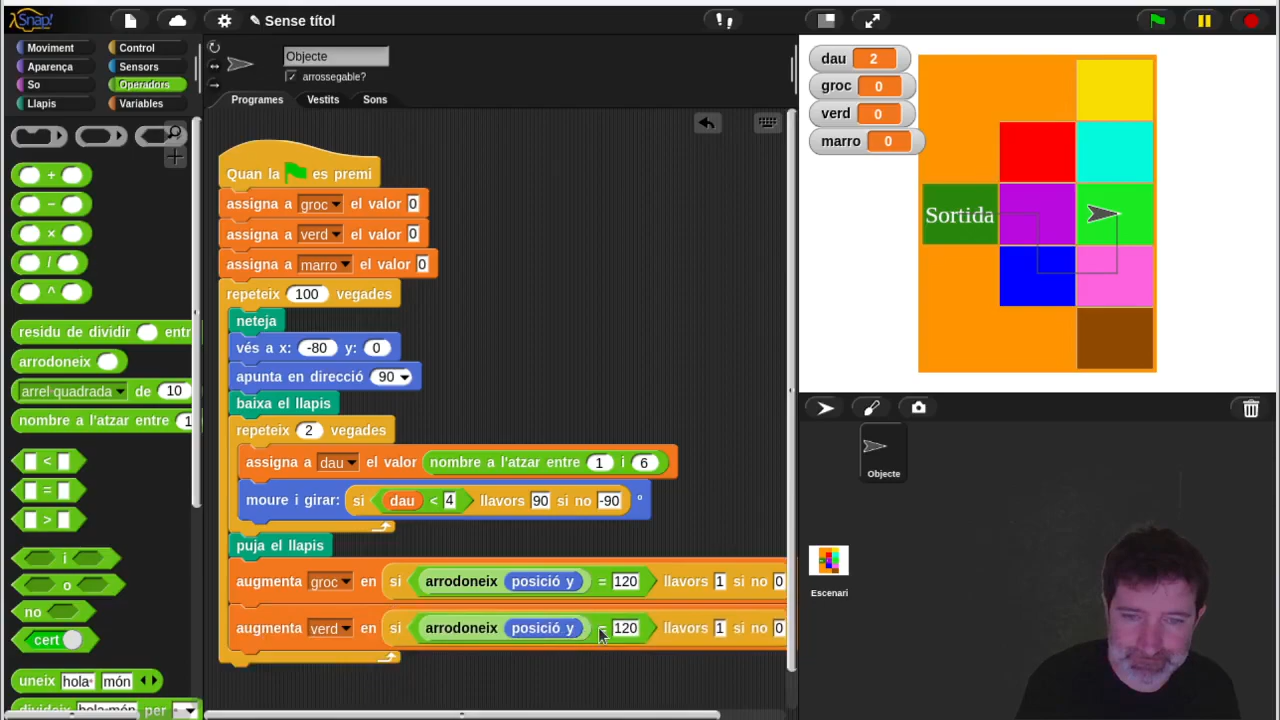 Snap!
Sense títol
Moviment
Control
Aparença
Sensors
So
Operadors
Llapis
Variables
+
−
×
/
^
residu de dividir entr
arrodoneix
arrel quadrada de 10
nombre a l'atzar entre 1
<
=
>
i
o
no
cert
uneix hola món
divideix hola món per
Objecte
arrossegable?
Programes
Vestits
Sons
Quan la es premi
assigna a groc el valor 0
assigna a verd el valor 0
assigna a marro el valor 0
repeteix 100 vegades
neteja
vés a x: -80 y: 0
apunta en direcció 90
baixa el llapis
repeteix 2 vegades
assigna a dau el valor nombre a l'atzar entre 1 i 6
moure i girar: si dau < 4 llavors 90 si no -90 º
puja el llapis
augmenta groc en si arrodoneix posició y = 120 llavors 1 si no 0
augmenta verd en si arrodoneix posició y = 120 llavors 1 si no 0
dau 2
groc 0
verd 0
marro 0
Sortida
Objecte
Escenari